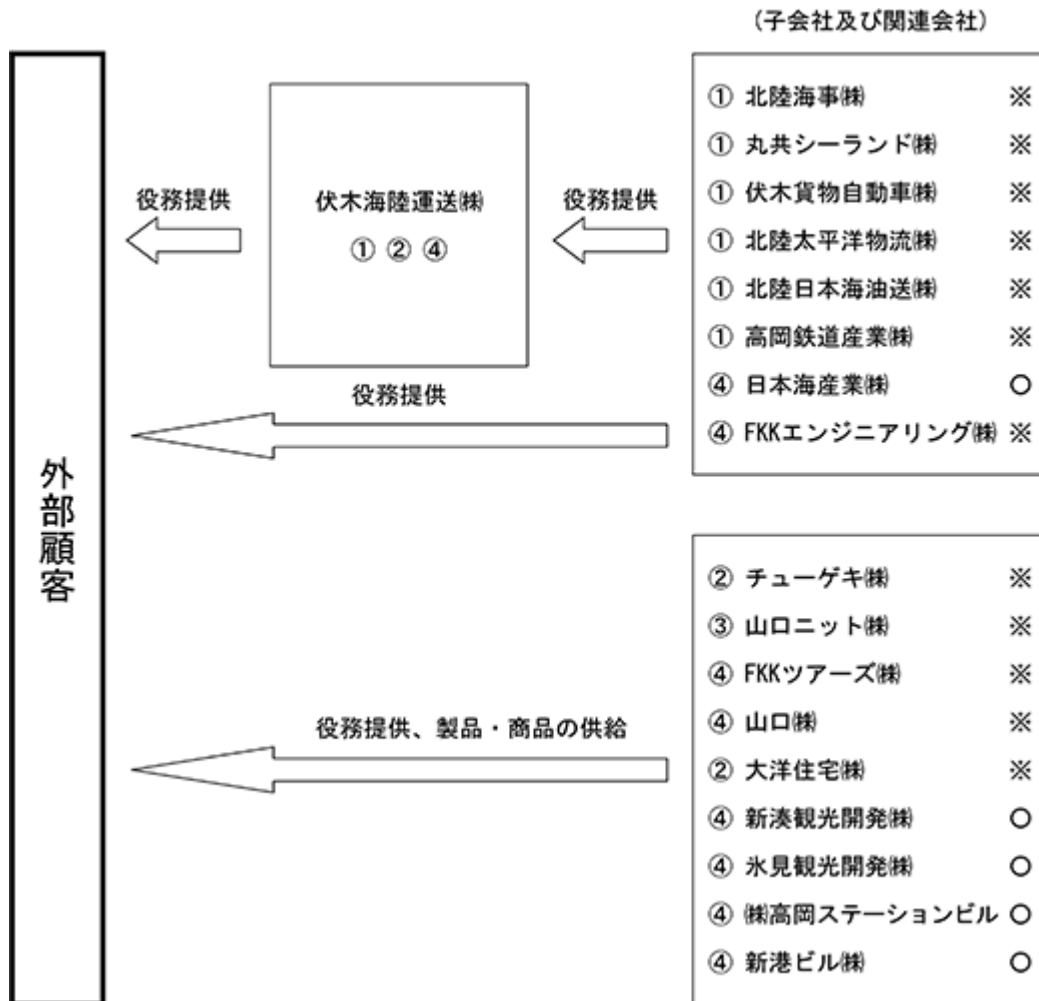 (子会社及び関連会社)
① 北陸海事㈱ ※
① 丸共シーランド㈱ ※
① 伏木貨物自動車㈱ ※
① 北陸太平洋物流㈱ ※
① 北陸日本海油送㈱ ※
① 高岡鉄道産業㈱ ※
④ 日本海産業㈱ ○
④ FKKエンジニアリング㈱ ※
役務提供
伏木海陸運送㈱
① ② ④
役務提供
役務提供
外部顧客
② チューゲキ㈱ ※
③ 山口ニット㈱ ※
④ FKKツアーズ㈱ ※
④ 山口㈱ ※
② 大洋住宅㈱ ※
④ 新湊観光開発㈱ ○
④ 氷見観光開発㈱ ○
④ ㈱高岡ステーションビル ○
④ 新港ビル㈱ ○
役務提供、製品・商品の供給